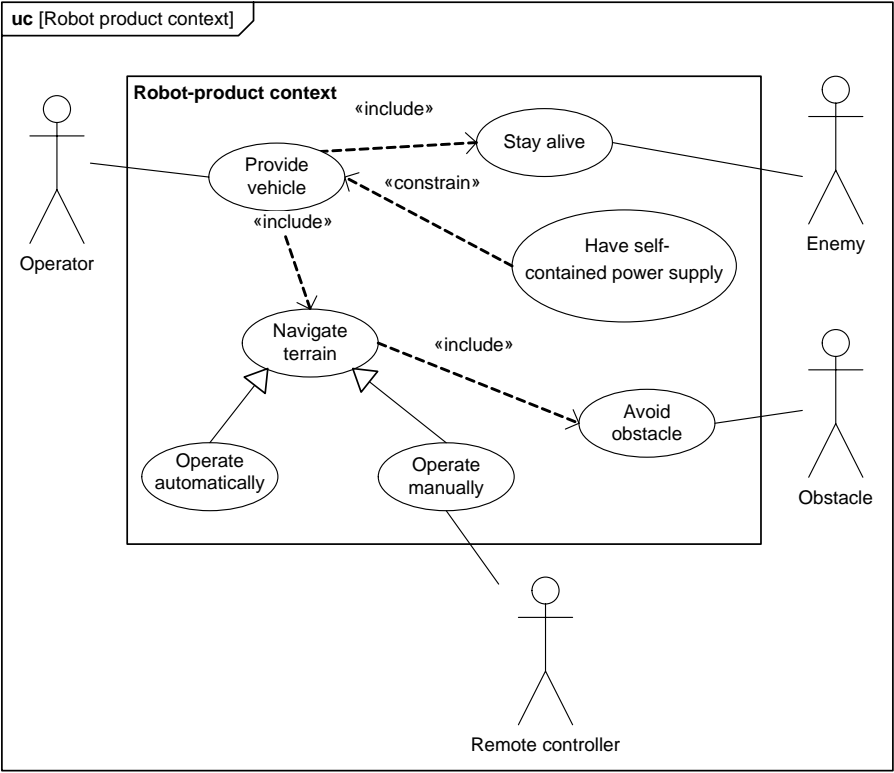 uc [Robot product context]
Robot-product context
«include»
Stay alive
Provide
vehicle
«constrain»
«include»
Have self-
contained power supply
Operator
Enemy
Navigate
terrain
«include»
Avoid
obstacle
Operate
automatically
Operate
manually
Obstacle
Remote controller